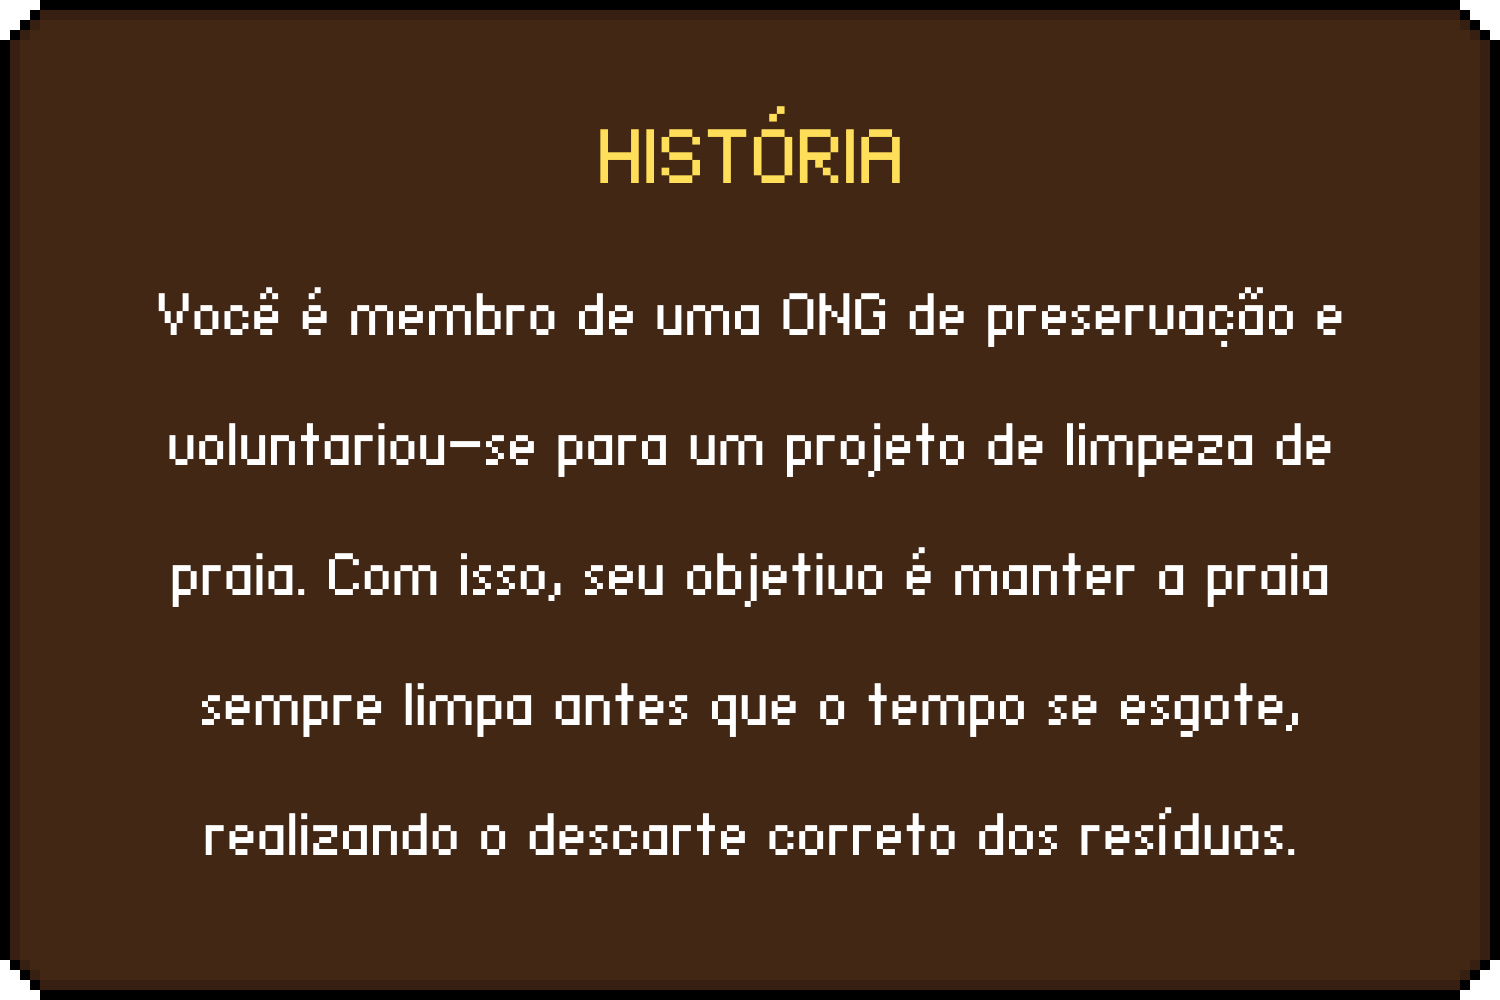 HISTÓRIA
Você é membro de uma ONG de preservação e
voluntariou-se para um projeto de limpeza de
praia. Com isso, seu objetivo é manter a praia
sempre limpa antes que o tempo se esgote,
realizando o descarte correto dos resíduos.